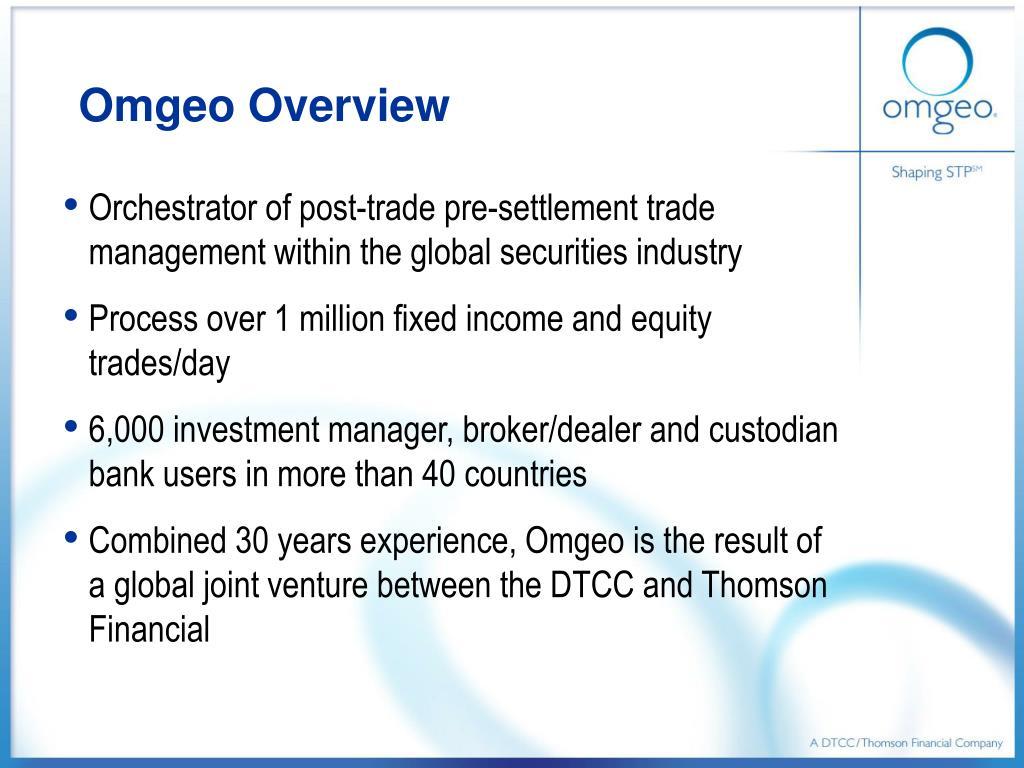 Omgeo Overview
omgeo®
Shaping STP℠
• Orchestrator of post-trade pre-settlement trade
management within the global securities industry
• Process over 1 million fixed income and equity
trades/day
• 6,000 investment manager, broker/dealer and custodian
bank users in more than 40 countries
• Combined 30 years experience, Omgeo is the result of
a global joint venture between the DTCC and Thomson
Financial
A DTCC/Thomson Financial Company